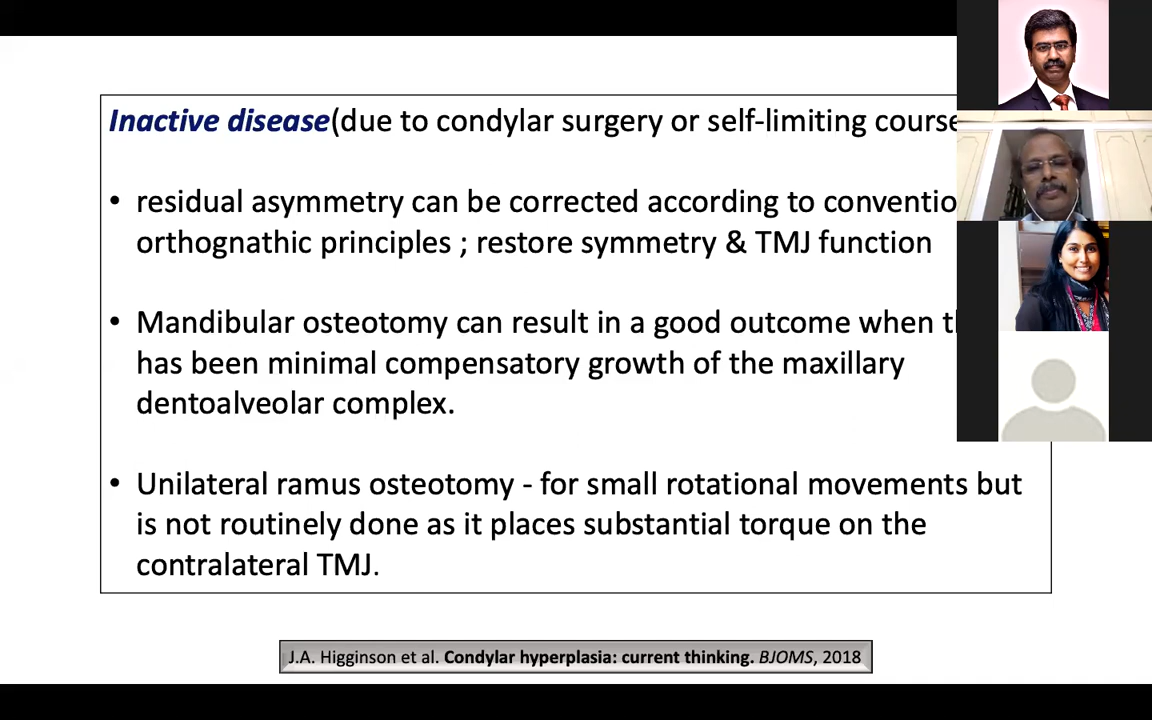 Inactive disease(due to condylar surgery or self-limiting course
• residual asymmetry can be corrected according to
orthognathic principles ; restore symmetry & TMJ function
• Mandibular osteotomy can result in a good outcome when
has been minimal compensatory growth of the maxillary
dentoalveolar complex.
• Unilateral ramus osteotomy - for small rotational movements but
is not routinely done as it places substantial torque on the
contralateral TMJ.
J.A. Higginson et al. Condylar hyperplasia: current thinking. BJOMS, 2018